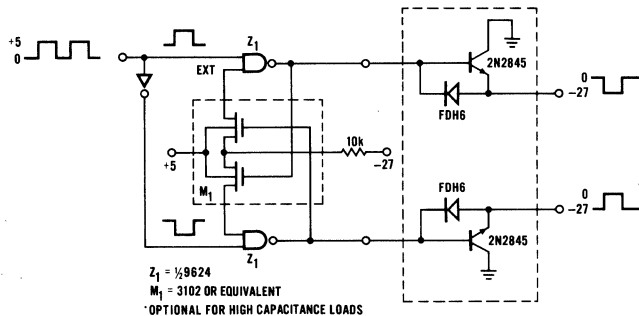 +5
0
Z1
EXT
2N2845
0
-27
FDH6
+5
10k
-27
M1
FDH6
0
-27
2N2845
Z1
Z1 = ½9624
M1 = 3102 OR EQUIVALENT
*OPTIONAL FOR HIGH CAPACITANCE LOADS